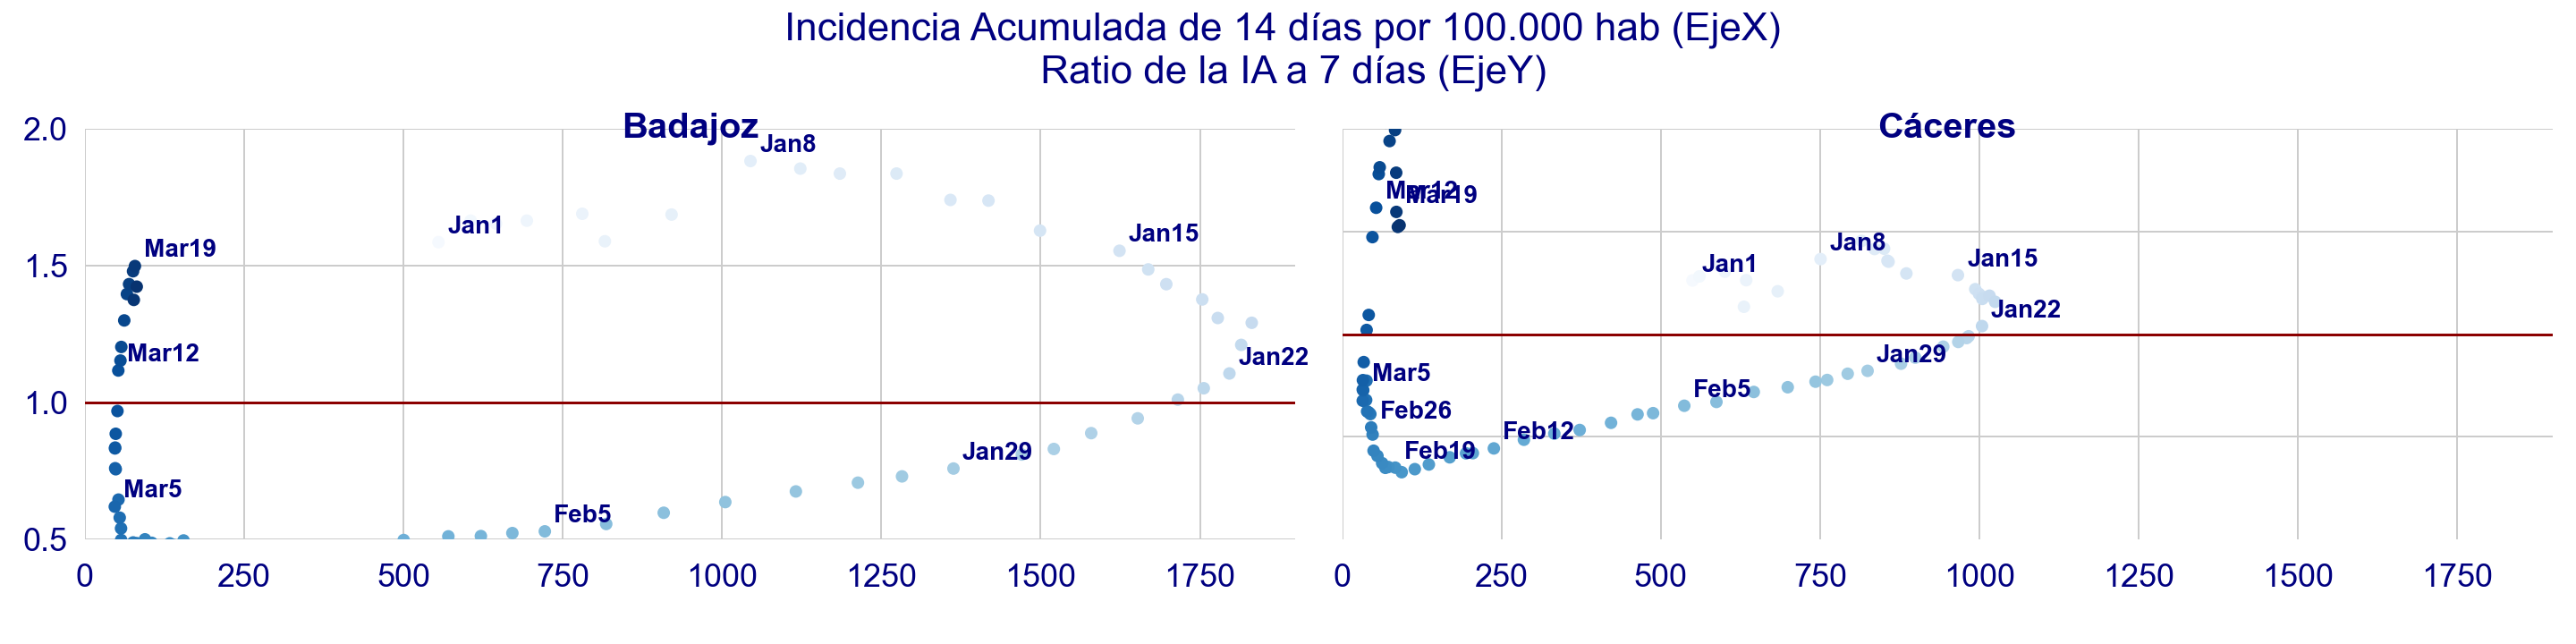 Incidencia Acumulada de 14 días por 100.000 hab (EjeX)
Ratio de la IA a 7 días (EjeY)
Badajoz
2.0
1.5
1.0
0.5
Jan8
Jan1
Jan15
Mar19
Mar12
Jan22
Jan29
Mar5
Feb5
0 250 500 750 1000 1250 1500 1750
Cáceres
Mar12
Mar19
Jan8
Jan1
Jan15
Jan22
Jan29
Mar5
Feb5
Feb26
Feb12
Feb19
0 250 500 750 1000 1250 1500 1750